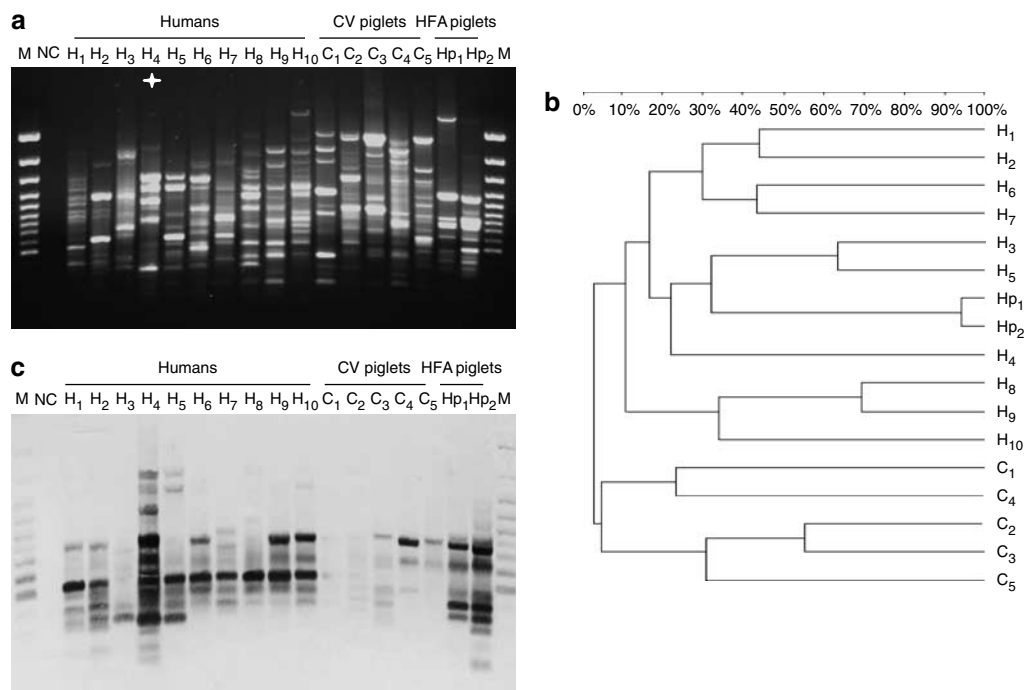 a
Humans CV piglets HFA piglets
M NC H1 H2 H3 H4 H5 H6 H7 H8 H9 H10 C1 C2 C3 C4 C5 Hp1 Hp2 M
b
0% 10% 20% 30% 40% 50% 60% 70% 80% 90% 100%
H1
H2
H6
H7
H3
H5
Hp1
Hp2
H4
H8
H9
H10
C1
C4
C2
C3
C5
c
Humans CV piglets HFA piglets
M NC H1 H2 H3 H4 H5 H6 H7 H8 H9 H10 C1 C2 C3 C4 C5 Hp1 Hp2 M